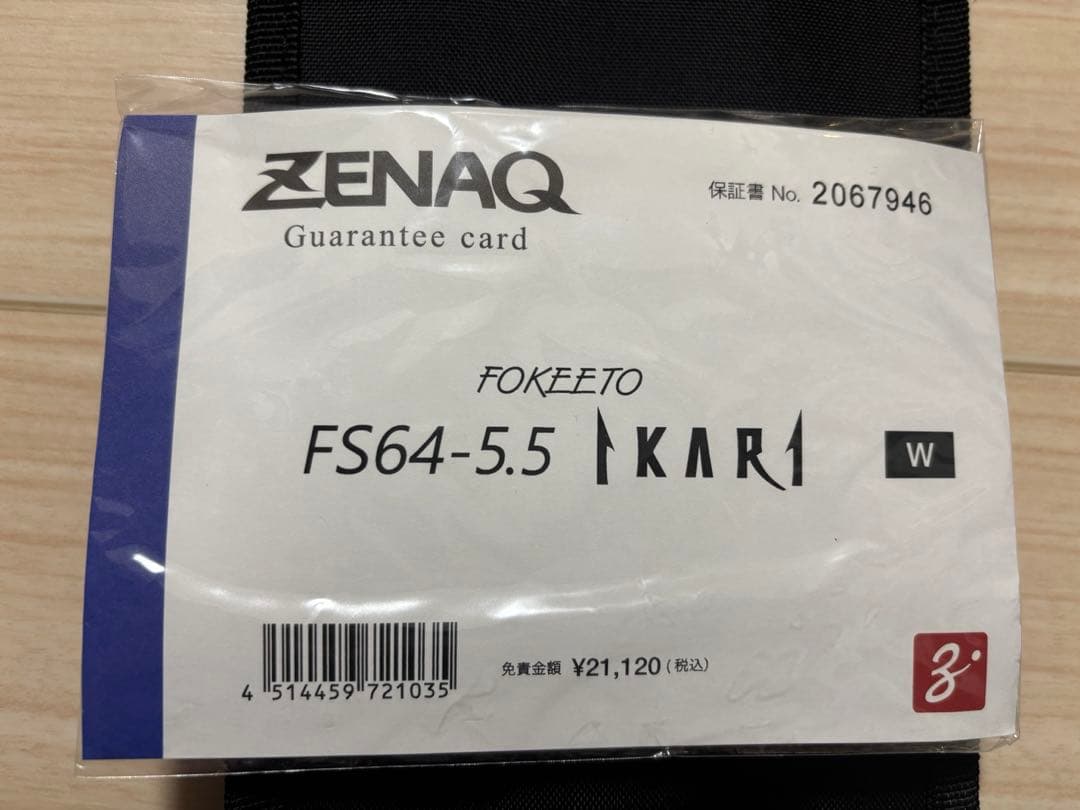 ZENAQ
Guarantee card
保証書 No. 2067946
FOKEETO
FS64-5.5 IKARI W
4 514459 721035
免責金額 ¥21,120（税込）